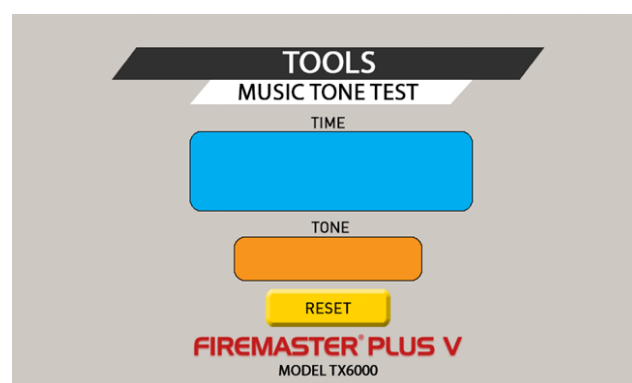 TOOLS
MUSIC TONE TEST
TIME
TONE
RESET
FIREMASTER® PLUS V
MODEL TX6000